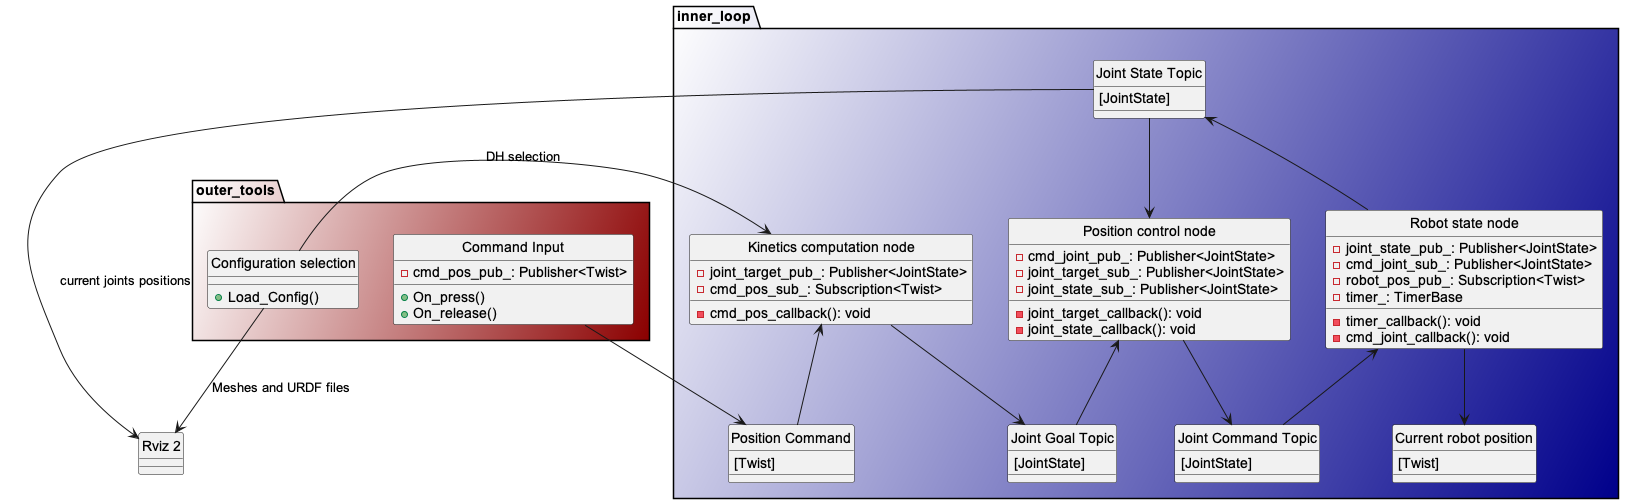 inner_loop
Joint State Topic
[JointState]
DH selection
outer_tools
Configuration selection
Load_Config()
Command Input
cmd_pos_pub_: Publisher<Twist>
On_press()
On_release()
Kinetics computation node
joint_target_pub_: Publisher<JointState>
cmd_pos_sub_: Subscription<Twist>
cmd_pos_callback(): void
Position control node
cmd_joint_pub_: Publisher<JointState>
joint_target_sub_: Publisher<JointState>
joint_state_sub_: Publisher<JointState>
joint_target_callback(): void
joint_state_callback(): void
Robot state node
joint_state_pub_: Publisher<JointState>
cmd_joint_sub_: Publisher<JointState>
robot_pos_pub_: Subscription<Twist>
timer_: TimerBase
timer_callback(): void
cmd_joint_callback(): void
current joints positions
Meshes and URDF files
Rviz 2
Position Command
[Twist]
Joint Goal Topic
[JointState]
Joint Command Topic
[JointState]
Current robot position
[Twist]